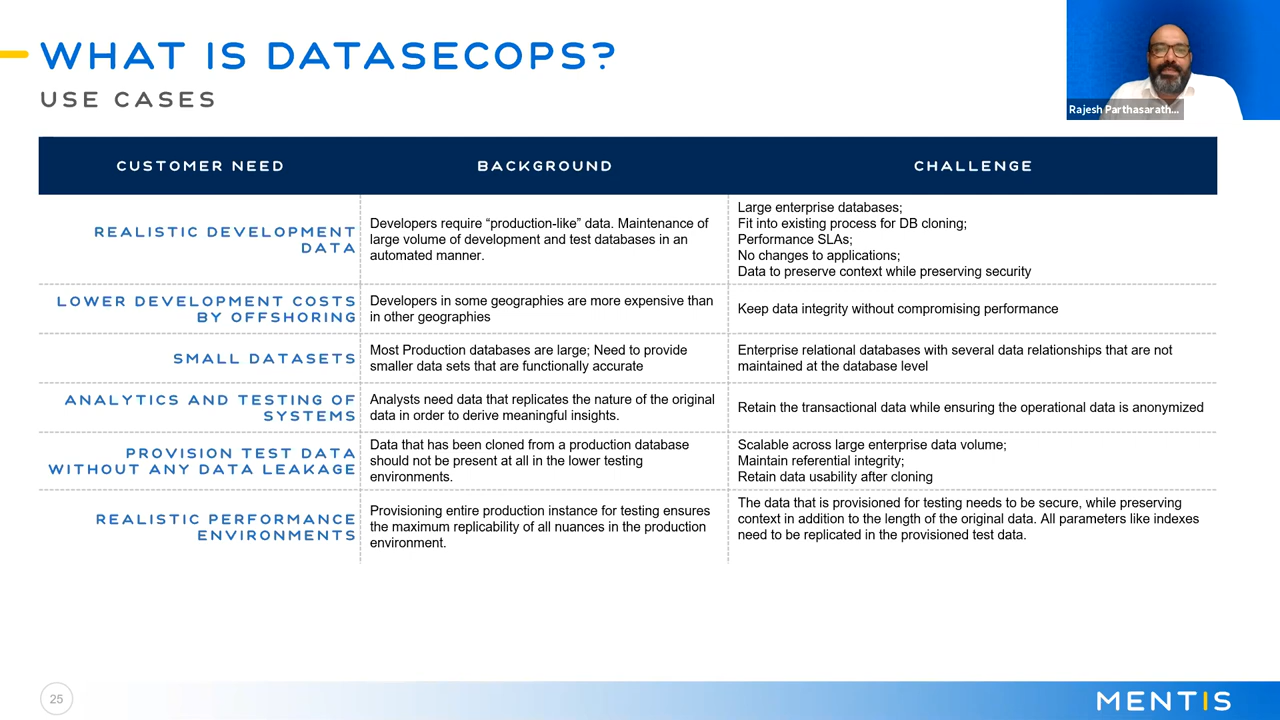 WHAT IS DATASECOPS?
USE CASES
Rajesh Parthasarath...
CUSTOMER NEED
BACKGROUND
CHALLENGE
REALISTIC DEVELOPMENT
DATA
Developers require “production-like” data. Maintenance of
large volume of development and test databases in an
automated manner.
Large enterprise databases;
Fit into existing process for DB cloning;
Performance SLAs;
No changes to applications;
Data to preserve context while preserving security
LOWER DEVELOPMENT COSTS
BY OFFSHORING
Developers in some geographies are more expensive than
in other geographies
Keep data integrity without compromising performance
SMALL DATASETS
Most Production databases are large; Need to provide
smaller data sets that are functionally accurate
Enterprise relational databases with several data relationships that are not
maintained at the database level
ANALYTICS AND TESTING OF
SYSTEMS
Analysts need data that replicates the nature of the original
data in order to derive meaningful insights.
Retain the transactional data while ensuring the operational data is anonymized
PROVISION TEST DATA
WITHOUT ANY DATA LEAKAGE
Data that has been cloned from a production database
should not be present at all in the lower testing
environments.
Scalable across large enterprise data volume;
Maintain referential integrity;
Retain data usability after cloning
REALISTIC PERFORMANCE
ENVIRONMENTS
Provisioning entire production instance for testing ensures
the maximum replicability of all nuances in the production
environment.
The data that is provisioned for testing needs to be secure, while preserving
context in addition to the length of the original data. All parameters like indexes
need to be replicated in the provisioned test data.
25
MENTIS